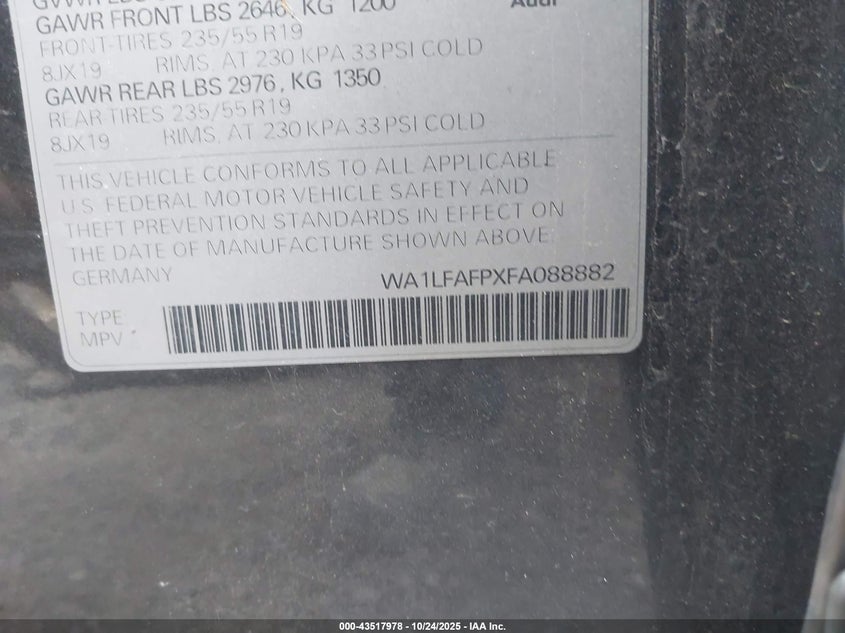 GAWR FRONT LBS 2646, KG 1200
Audi
FRONT-TIRES 235/55 R19
8JX19 RIMS, AT 230 KPA 33 PSI COLD
GAWR REAR LBS 2976, KG 1350
REAR-TIRES 235/55 R19
8JX19 RIMS, AT 230 KPA 33 PSI COLD
THIS VEHICLE CONFORMS TO ALL APPLICABLE
U.S. FEDERAL MOTOR VEHICLE SAFETY AND
THEFT PREVENTION STANDARDS IN EFFECT ON
THE DATE OF MANUFACTURE SHOWN ABOVE.
GERMANY WA1LFAFPXFA088882
TYPE
MPV
000-43517978 - 10/24/2025 - IAA Inc.